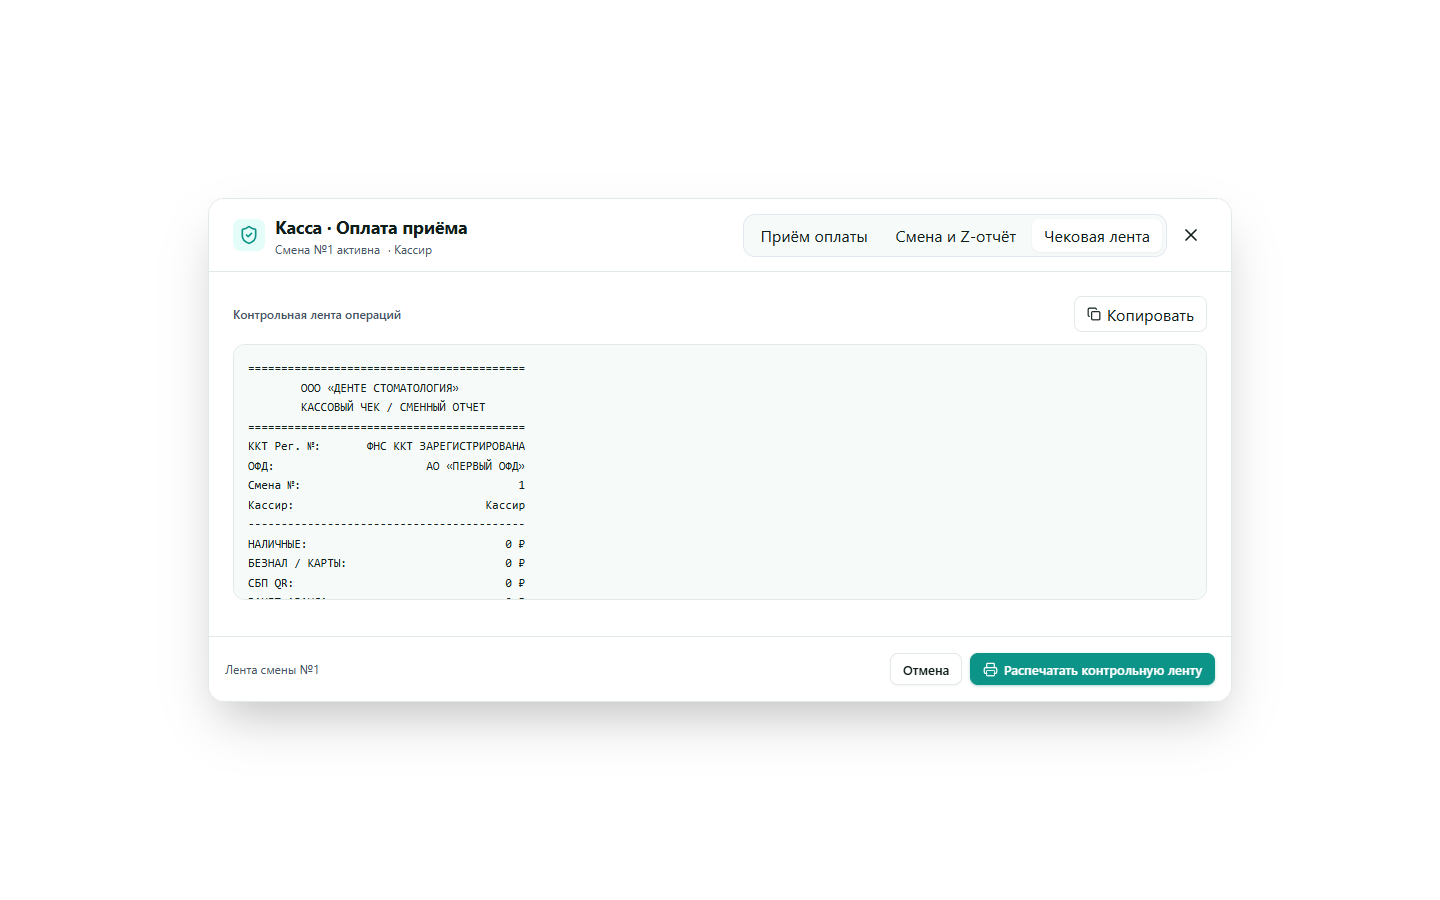 Касса · Оплата приёма
Смена №1 активна · Кассир
Приём оплаты
Смена и Z-отчёт
Чековая лента
Контрольная лента операций
Копировать
==========================================
ООО «ДЕНТЕ СТОМАТОЛОГИЯ»
КАССОВЫЙ ЧЕК / СМЕННЫЙ ОТЧЕТ
==========================================
ККТ Рег. №: ФНС ККТ ЗАРЕГИСТРИРОВАНА
ОФД: АО «ПЕРВЫЙ ОФД»
Смена №: 1
Кассир: Кассир
------------------------------------------
НАЛИЧНЫЕ: 0 ₽
БЕЗНАЛ / КАРТЫ: 0 ₽
СБП QR: 0 ₽
Лента смены №1
Отмена
Распечатать контрольную ленту